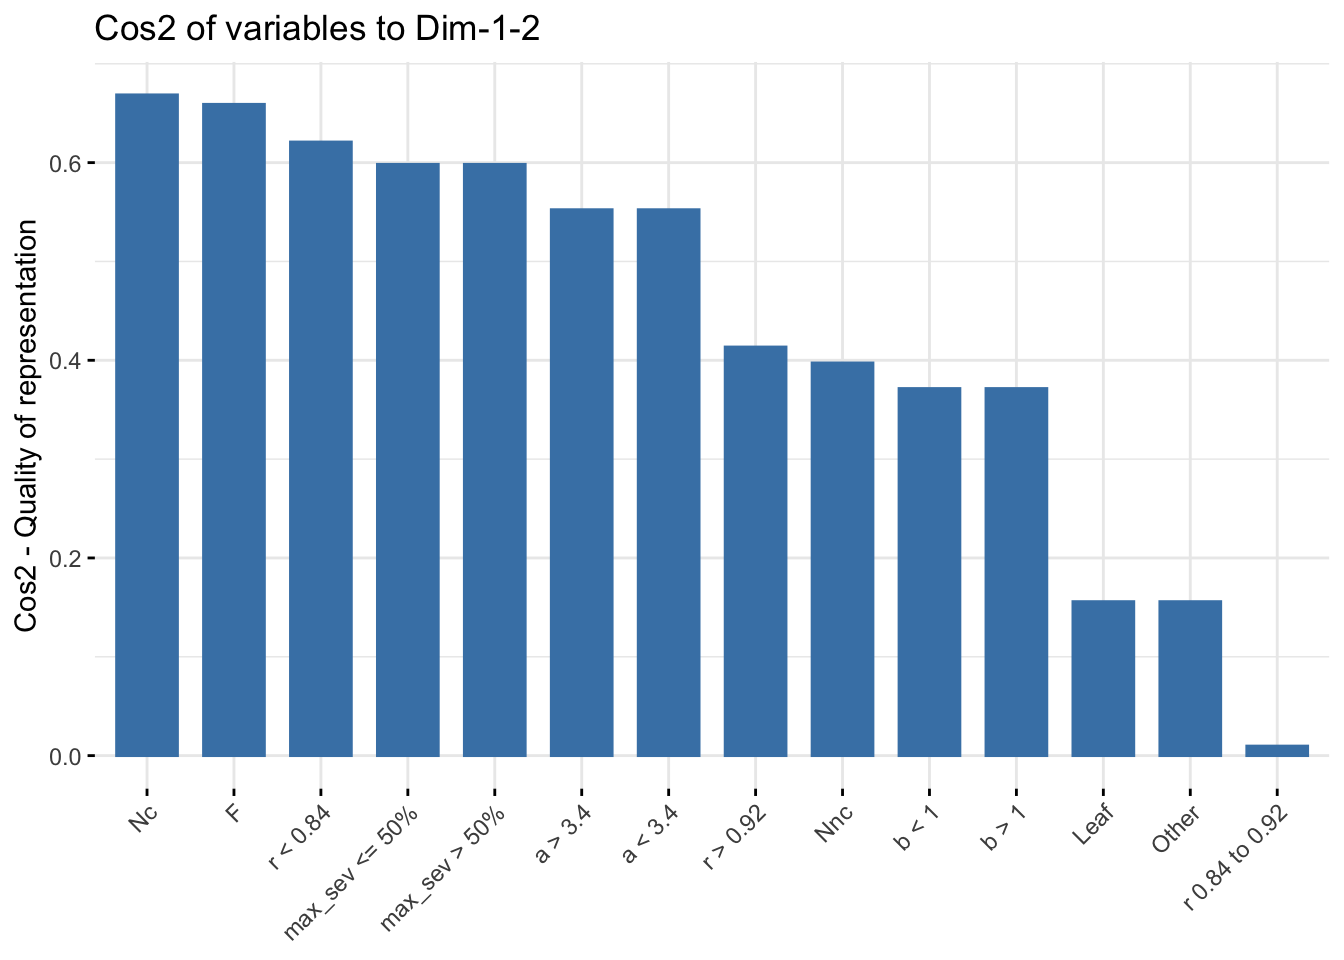 Cos2 of variables to Dim-1-2
Cos2 - Quality of representation
0.6
0.4
0.2
0.0
Nc
F
r < 0.84
max_sev <= 50%
max_sev > 50%
a > 3.4
a < 3.4
r > 0.92
Nnc
b < 1
b > 1
Leaf
Other
r 0.84 to 0.92